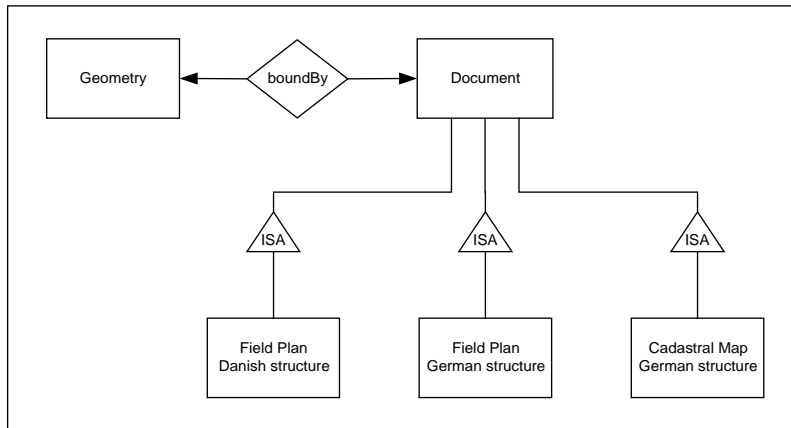 Geometry
boundBy
Document
ISA
ISA
ISA
Field Plan
Danish structure
Field Plan
German structure
Cadastral Map
German structure